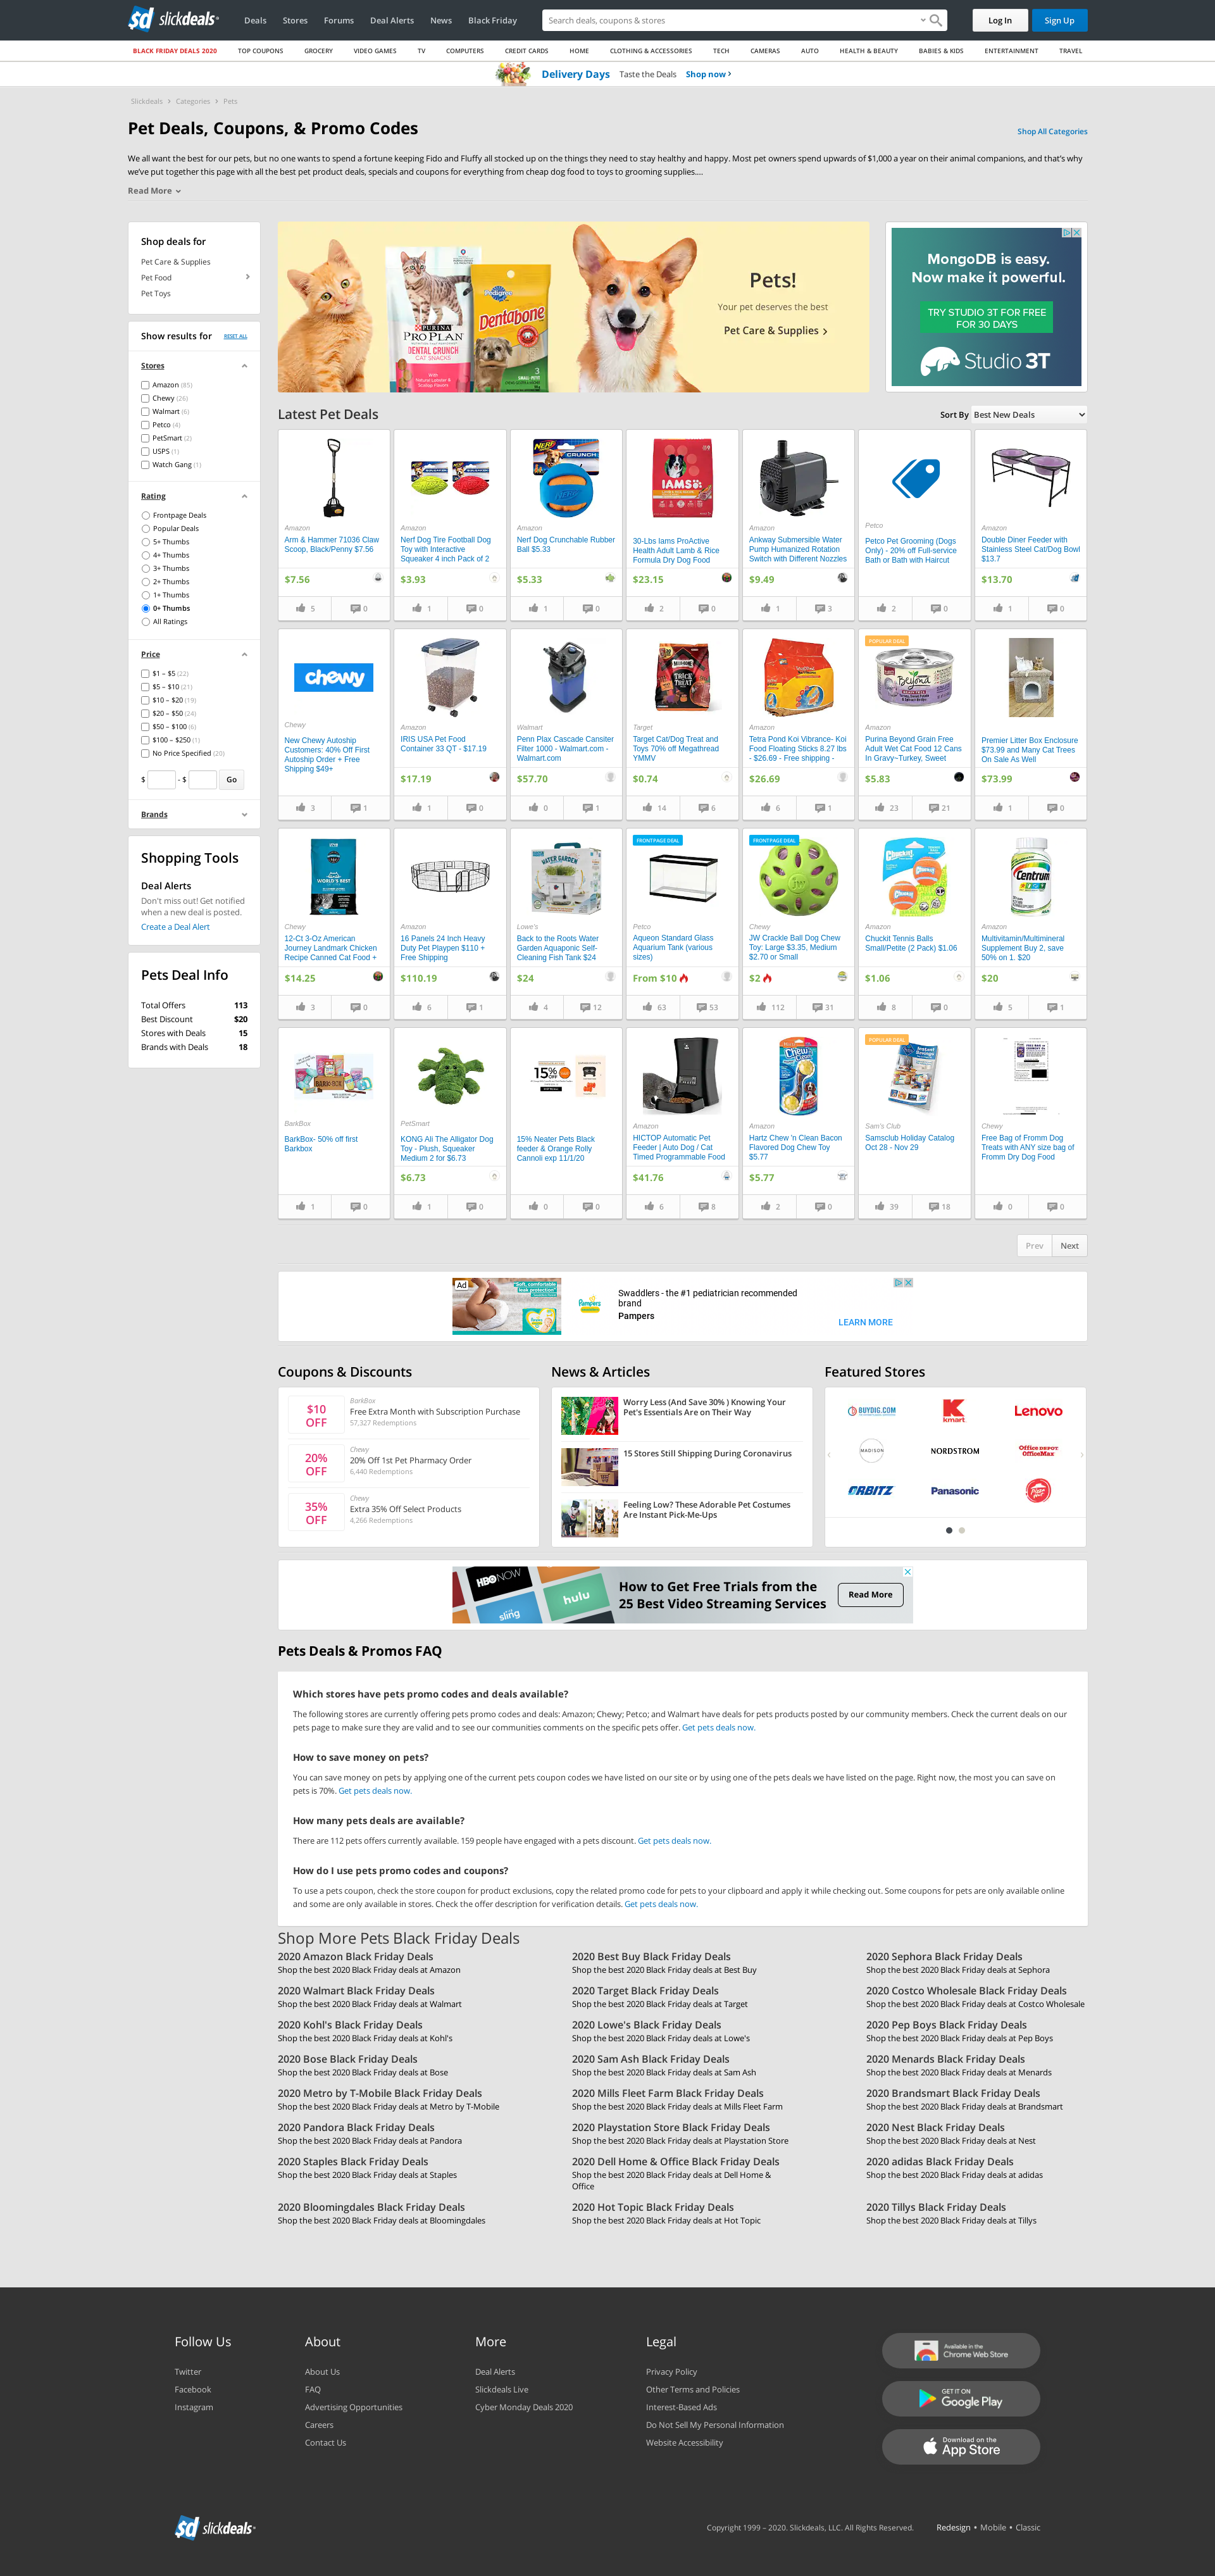 sd slickdeals
Deals Stores Forums Deal Alerts News Black Friday
Search deals, coupons & stores
Log In Sign Up
BLACK FRIDAY DEALS 2020 TOP COUPONS GROCERY VIDEO GAMES TV COMPUTERS CREDIT CARDS HOME CLOTHING & ACCESSORIES TECH CAMERAS AUTO HEALTH & BEAUTY BABIES & KIDS ENTERTAINMENT TRAVEL
Delivery Days Taste the Deals Shop now
Slickdeals Categories Pets
Pet Deals, Coupons, & Promo Codes
Shop All Categories
We all want the best for our pets, but no one wants to spend a fortune keeping Fido and Fluffy all stocked up on the things they need to stay healthy and happy. Most pet owners spend upwards of $1,000 a year on their animal companions, and that's why
we've put together this page with all the best pet product deals, specials and coupons for everything from cheap dog food to toys to grooming supplies....
Read More
Shop deals for
Pet Care & Supplies
Pet Food
Pet Toys
Show results for RESET ALL
Stores
Amazon (85)
Chewy (26)
Walmart (6)
Petco (4)
PetSmart (2)
USPS (1)
Watch Gang (1)
Rating
Frontpage Deals
Popular Deals
5+ Thumbs
4+ Thumbs
3+ Thumbs
2+ Thumbs
1+ Thumbs
0+ Thumbs
All Ratings
Price
$1 – $5 (22)
$5 – $10 (21)
$10 – $20 (19)
$20 – $50 (24)
$50 – $100 (6)
$100 – $250 (1)
No Price Specified (20)
$ - $ Go
Brands
Shopping Tools
Deal Alerts
Don't miss out! Get notified
when a new deal is posted.
Create a Deal Alert
Pets Deal Info
Total Offers 113
Best Discount $20
Stores with Deals 15
Brands with Deals 18
PURINA
PRO PLAN
DENTAL CRUNCH
CAT SNACKS
Pedigree
Dentabone
Pets!
Your pet deserves the best
Pet Care & Supplies
MongoDB is easy.
Now make it powerful.
TRY STUDIO 3T FOR FREE
FOR 30 DAYS
Studio 3T
Latest Pet Deals
Sort By Best New Deals
Amazon
Arm & Hammer 71036 Claw
Scoop, Black/Penny $7.56
$7.56
5 0
Amazon
Nerf Dog Tire Football Dog
Toy with Interactive
Squeaker 4 inch Pack of 2
$3.93
1 0
NERF
CRUNCH
Amazon
Nerf Dog Crunchable Rubber
Ball $5.33
$5.33
1 0
IAMS
30-Lbs Iams ProActive
Health Adult Lamb & Rice
Formula Dry Dog Food
$23.15
2 0
Amazon
Ankway Submersible Water
Pump Humanized Rotation
Switch with Different Nozzles
$9.49
1 3
Petco
Petco Pet Grooming (Dogs
Only) - 20% off Full-service
Bath or Bath with Haircut
2 0
Amazon
Double Diner Feeder with
Stainless Steel Cat/Dog Bowl
$13.7
$13.70
1 0
chewy
Chewy
New Chewy Autoship
Customers: 40% Off First
Autoship Order + Free
Shipping $49+
3 1
Amazon
IRIS USA Pet Food
Container 33 QT - $17.19
$17.19
1 0
Walmart
Penn Plax Cascade Canister
Filter 1000 - Walmart.com -
Walmart.com
$57.70
0 1
TRICK TREAT
Target
Target Cat/Dog Treat and
Toys 70% off Megathread
YMMV
$0.74
14 6
Amazon
Tetra Pond Koi Vibrance- Koi
Food Floating Sticks 8.27 lbs
- $26.69 - Free shipping -
$26.69
6 1
POPULAR DEAL
Beyond
Amazon
Purina Beyond Grain Free
Adult Wet Cat Food 12 Cans
In Gravy~Turkey, Sweet
$5.83
23 21
Premier Litter Box Enclosure
$73.99 and Many Cat Trees
On Sale As Well
$73.99
1 0
WORLD'S BEST
Chewy
12-Ct 3-Oz American
Journey Landmark Chicken
Recipe Canned Cat Food +
$14.25
3 0
Amazon
16 Panels 24 Inch Heavy
Duty Pet Playpen $110 +
Free Shipping
$110.19
6 1
WATER GARDEN
Lowe's
Back to the Roots Water
Garden Aquaponic Self-
Cleaning Fish Tank $24
$24
4 12
FRONTPAGE DEAL
Petco
Aqueon Standard Glass
Aquarium Tank (various
sizes)
From $10
63 53
FRONTPAGE DEAL
JW
Chewy
JW Crackle Ball Dog Chew
Toy: Large $3.35, Medium
$2.70 or Small
$2
112 31
Chuckit!
Amazon
Chuckit Tennis Balls
Small/Petite (2 Pack) $1.06
$1.06
8 0
Centrum
Amazon
Multivitamin/Multimineral
Supplement Buy 2, save
50% on 1. $20
$20
5 1
BARKBOX
BarkBox
BarkBox- 50% off first
Barkbox
1 0
PetSmart
KONG Ali The Alligator Dog
Toy - Plush, Squeaker
Medium 2 for $6.73
$6.73
1 0
15%
OFF
15% Neater Pets Black
feeder & Orange Rolly
Cannoli exp 11/1/20
0 0
Amazon
HICTOP Automatic Pet
Feeder | Auto Dog / Cat
Timed Programmable Food
$41.76
6 8
Chew 'n Clean
Amazon
Hartz Chew 'n Clean Bacon
Flavored Dog Chew Toy
$5.77
$5.77
2 0
POPULAR DEAL
Instant Savings
Sam's Club
Samsclub Holiday Catalog
Oct 28 - Nov 29
39 18
Chewy
Free Bag of Fromm Dog
Treats with ANY size bag of
Fromm Dry Dog Food
0 0
Prev Next
Ad
Pampers
Swaddlers - the #1 pediatrician recommended
brand
Pampers
LEARN MORE
Coupons & Discounts
$10
OFF
BarkBox
Free Extra Month with Subscription Purchase
57,327 Redemptions
20%
OFF
Chewy
20% Off 1st Pet Pharmacy Order
6,440 Redemptions
35%
OFF
Chewy
Extra 35% Off Select Products
4,266 Redemptions
News & Articles
Worry Less (And Save 30% ) Knowing Your
Pet's Essentials Are on Their Way
15 Stores Still Shipping During Coronavirus
Feeling Low? These Adorable Pet Costumes
Are Instant Pick-Me-Ups
Featured Stores
BUYDIG.COM
K
kmart
Lenovo
MADISON
NORDSTROM
Office DEPOT
OfficeMax
ORBITZ
Panasonic
Pizza Hut
HBO NOW
sling
hulu
How to Get Free Trials from the
25 Best Video Streaming Services
Read More
Pets Deals & Promos FAQ
Which stores have pets promo codes and deals available?
The following stores are currently offering pets promo codes and deals: Amazon; Chewy; Petco; and Walmart have deals for pets products posted by our community members. Check the current deals on our
pets page to make sure they are valid and to see our communities comments on the specific pets offer. Get pets deals now.
How to save money on pets?
You can save money on pets by applying one of the current pets coupon codes we have listed on our site or by using one of the pets deals we have listed on the page. Right now, the most you can save on
pets is 70%. Get pets deals now.
How many pets deals are available?
There are 112 pets offers currently available. 159 people have engaged with a pets discount. Get pets deals now.
How do I use pets promo codes and coupons?
To use a pets coupon, check the store coupon for product exclusions, copy the related promo code for pets to your clipboard and apply it while checking out. Some coupons for pets are only available online
and some are only available in stores. Check the offer description for verification details. Get pets deals now.
Shop More Pets Black Friday Deals
2020 Amazon Black Friday Deals
Shop the best 2020 Black Friday deals at Amazon
2020 Best Buy Black Friday Deals
Shop the best 2020 Black Friday deals at Best Buy
2020 Sephora Black Friday Deals
Shop the best 2020 Black Friday deals at Sephora
2020 Walmart Black Friday Deals
Shop the best 2020 Black Friday deals at Walmart
2020 Target Black Friday Deals
Shop the best 2020 Black Friday deals at Target
2020 Costco Wholesale Black Friday Deals
Shop the best 2020 Black Friday deals at Costco Wholesale
2020 Kohl's Black Friday Deals
Shop the best 2020 Black Friday deals at Kohl's
2020 Lowe's Black Friday Deals
Shop the best 2020 Black Friday deals at Lowe's
2020 Pep Boys Black Friday Deals
Shop the best 2020 Black Friday deals at Pep Boys
2020 Bose Black Friday Deals
Shop the best 2020 Black Friday deals at Bose
2020 Sam Ash Black Friday Deals
Shop the best 2020 Black Friday deals at Sam Ash
2020 Menards Black Friday Deals
Shop the best 2020 Black Friday deals at Menards
2020 Metro by T-Mobile Black Friday Deals
Shop the best 2020 Black Friday deals at Metro by T-Mobile
2020 Mills Fleet Farm Black Friday Deals
Shop the best 2020 Black Friday deals at Mills Fleet Farm
2020 Brandsmart Black Friday Deals
Shop the best 2020 Black Friday deals at Brandsmart
2020 Pandora Black Friday Deals
Shop the best 2020 Black Friday deals at Pandora
2020 Playstation Store Black Friday Deals
Shop the best 2020 Black Friday deals at Playstation Store
2020 Nest Black Friday Deals
Shop the best 2020 Black Friday deals at Nest
2020 Staples Black Friday Deals
Shop the best 2020 Black Friday deals at Staples
2020 Dell Home & Office Black Friday Deals
Shop the best 2020 Black Friday deals at Dell Home &
Office
2020 adidas Black Friday Deals
Shop the best 2020 Black Friday deals at adidas
2020 Bloomingdales Black Friday Deals
Shop the best 2020 Black Friday deals at Bloomingdales
2020 Hot Topic Black Friday Deals
Shop the best 2020 Black Friday deals at Hot Topic
2020 Tillys Black Friday Deals
Shop the best 2020 Black Friday deals at Tillys
Follow Us
Twitter
Facebook
Instagram
About
About Us
FAQ
Advertising Opportunities
Careers
Contact Us
More
Deal Alerts
Slickdeals Live
Cyber Monday Deals 2020
Legal
Privacy Policy
Other Terms and Policies
Interest-Based Ads
Do Not Sell My Personal Information
Website Accessibility
Available in the
Chrome Web Store
GET IT ON
Google Play
Download on the
App Store
sd slickdeals
Copyright 1999 – 2020. Slickdeals, LLC. All Rights Reserved.
Redesign • Mobile • Classic